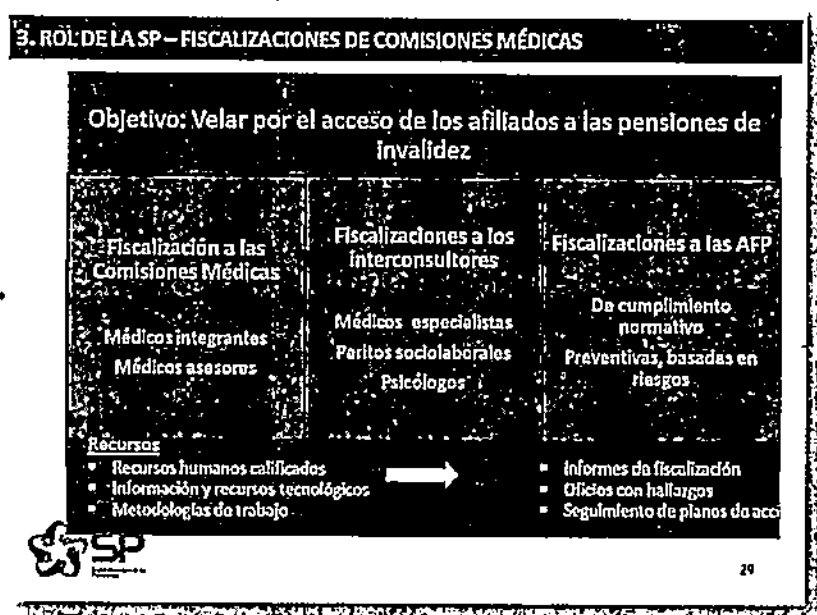 3. ROL DE LA SP – FISCALIZACIONES DE COMISIONES MÉDICAS
Objetivo: Velar por el acceso de los afiliados a las pensiones de
invalidez
Fiscalización a las
Comisiones Médicas
Médicos integrantes
Médicos asesores
Fiscalizaciones a los
interconsultores
Médicos especialistas
Peritos sociolaborales
Psicólogos
Fiscalizaciones a las AFP
De cumplimiento
normativo
Preventivas, basadas en
riesgos
Recursos
▪ Recursos humanos calificados
▪ Información y recursos tecnológicos
▪ Metodologías de trabajo
▪ Informes de fiscalización
▪ Oficios con hallazgos
▪ Seguimiento de planes de acci
SP
29